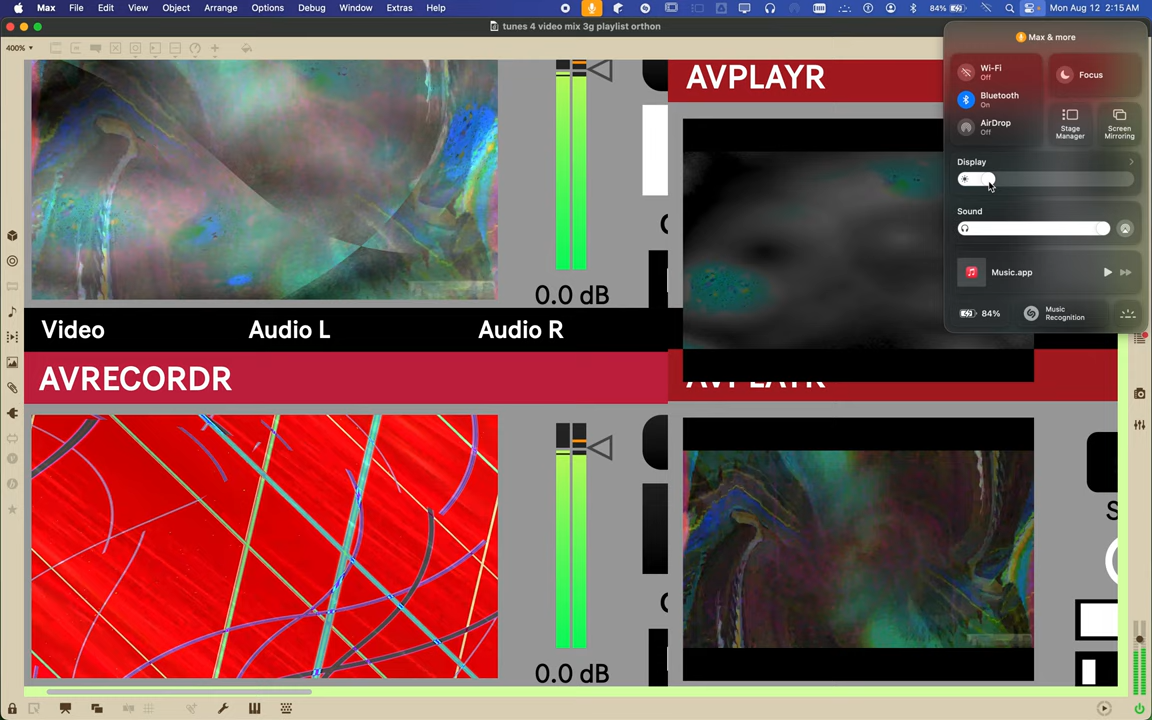 Max File Edit View Object Arrange Options Debug Window Extras Help 84% Mon Aug 12 2:15 AM
tunes 4 video mix 3g playlist orthon
400%
Max & more
Wi-Fi
Off
Bluetooth
On
AirDrop
Off
Focus
Stage
Manager
Screen
Mirroring
Display
Sound
Music.app
84%
Music
Recognition
AVPLAYR
0.0 dB
Video Audio L Audio R
AVRECORDR
AVPLAYR
0.0 dB